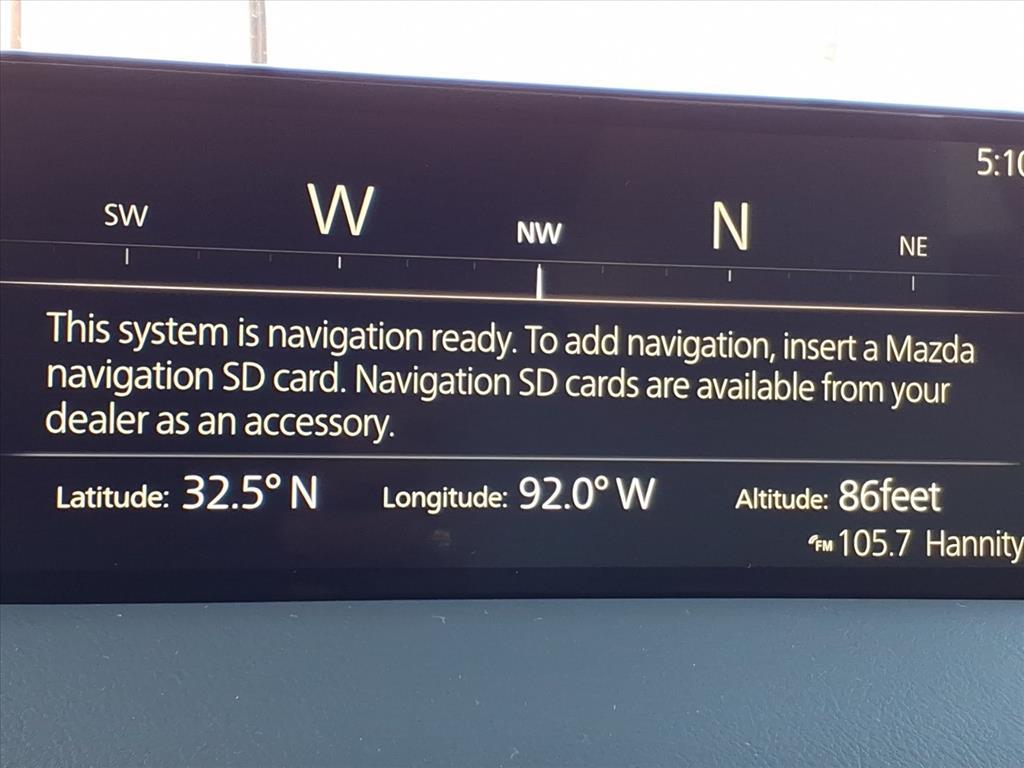 5:10
SW W NW N NE
This system is navigation ready. To add navigation, insert a Mazda
navigation SD card. Navigation SD cards are available from your
dealer as an accessory.
Latitude: 32.5° N Longitude: 92.0° W Altitude: 86feet
FM 105.7 Hannity